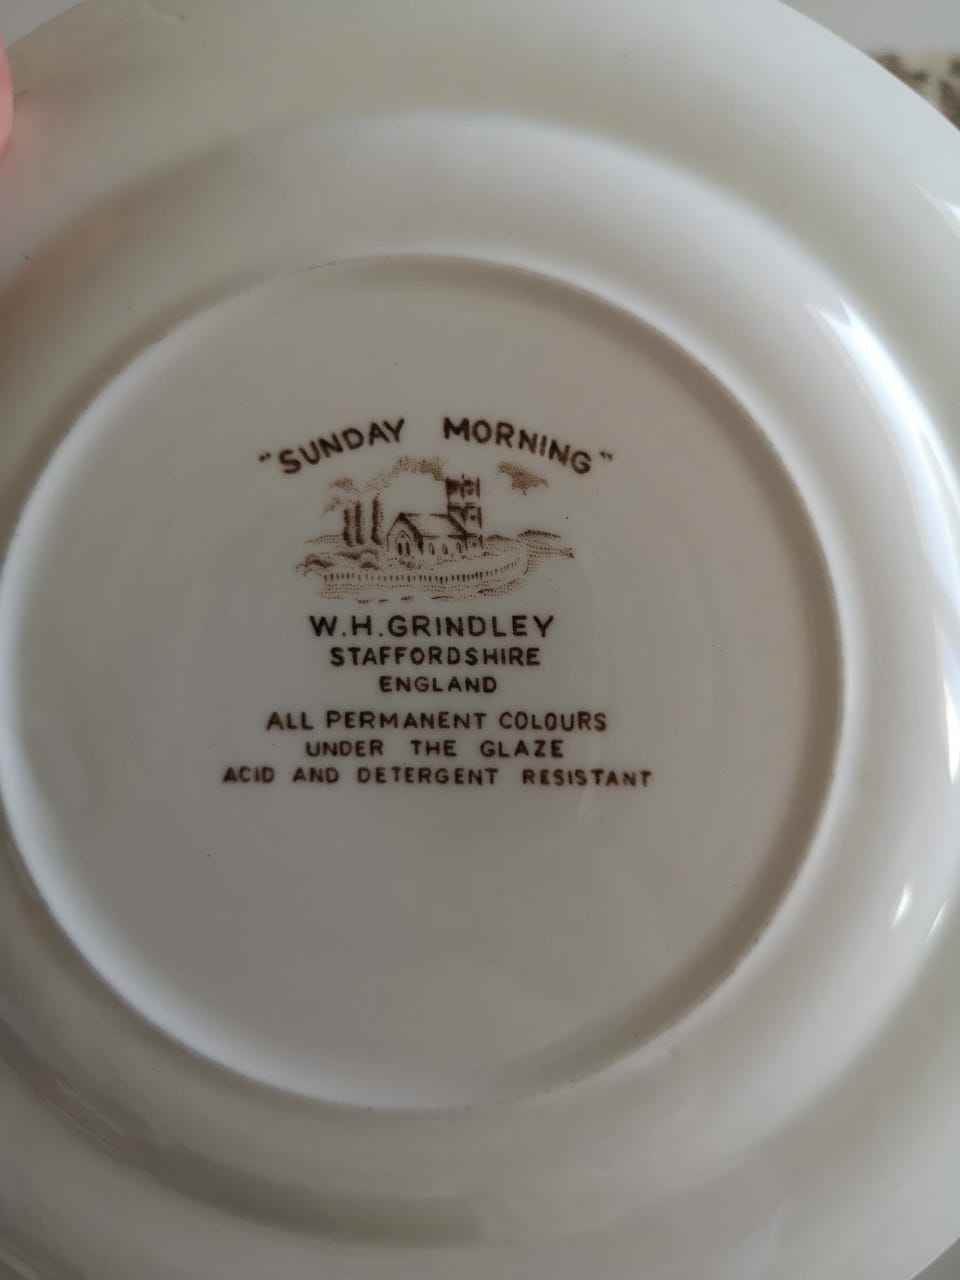 "SUNDAY MORNING"
W.H.GRINDLEY
STAFFORDSHIRE
ENGLAND
ALL PERMANENT COLOURS
UNDER THE GLAZE
ACID AND DETERGENT RESISTANT